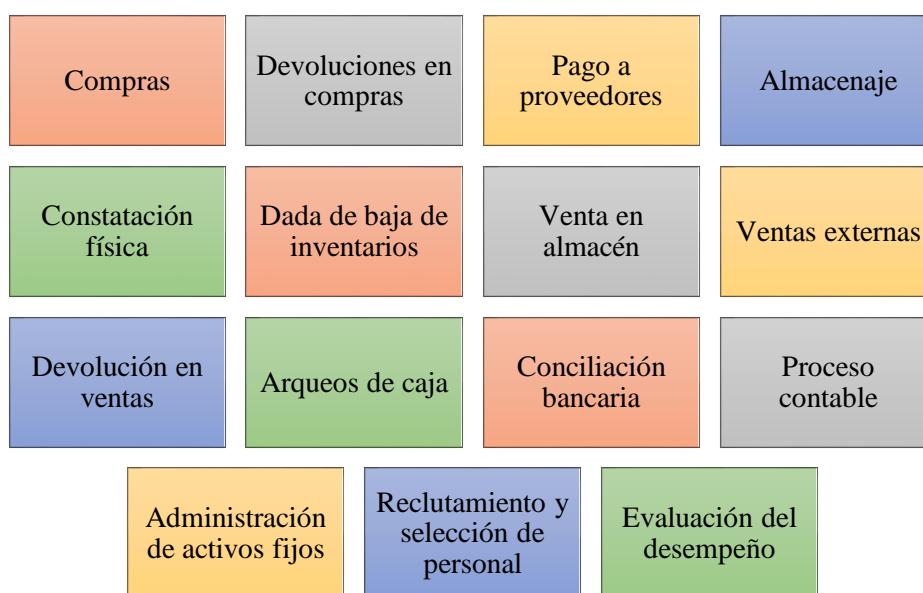 Compras
Devoluciones en
compras
Pago a
proveedores
Almacenaje
Constatación
física
Dada de baja de
inventarios
Venta en
almacén
Ventas externas
Devolución en
ventas
Arqueos de caja
Conciliación
bancaria
Proceso
contable
Administración
de activos fijos
Reclutamiento y
selección de
personal
Evaluación del
desempeño